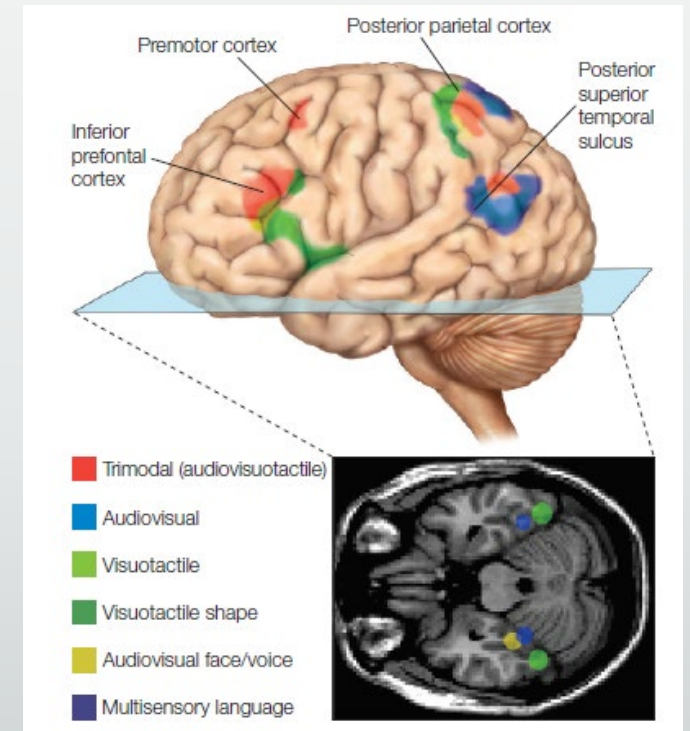 Premotor cortex
Posterior parietal cortex
Posterior
superior
temporal
sulcus
Inferior
prefontal
cortex
Trimodal (audiovisuotactile)
Audiovisual
Visuotactile
Visuotactile shape
Audiovisual face/voice
Multisensory language